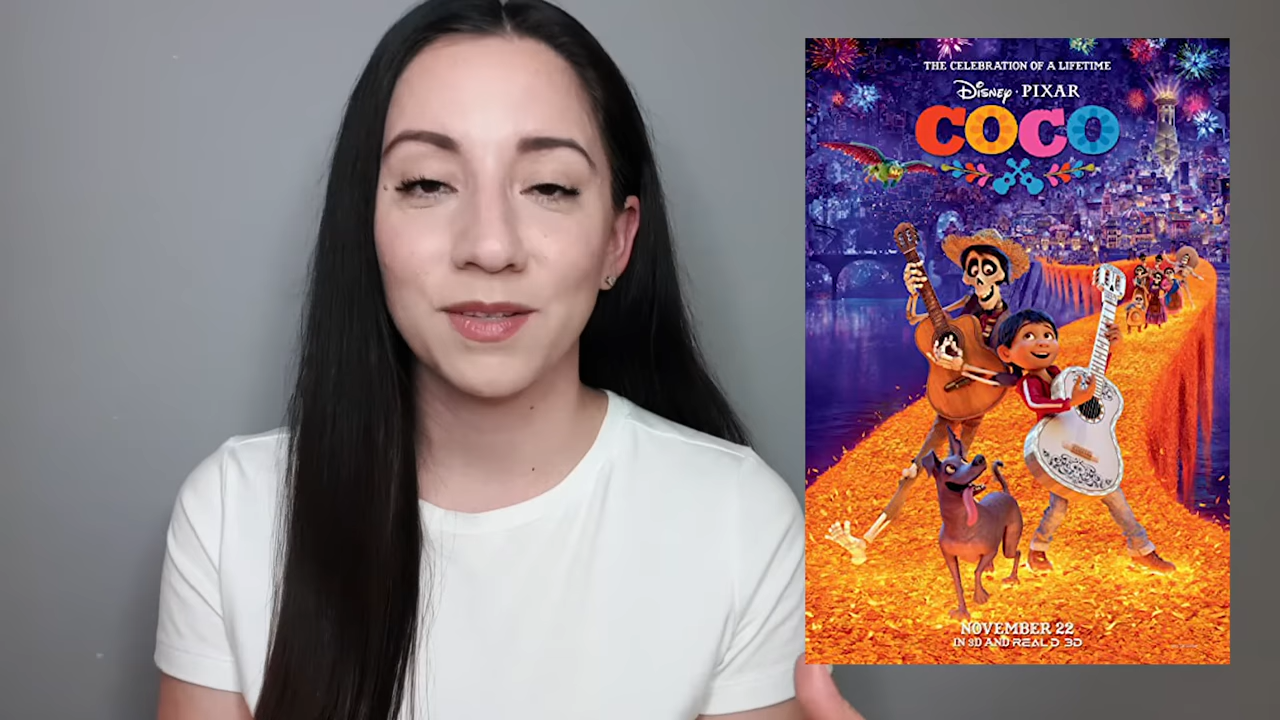 THE CELEBRATION OF A LIFETIME
DISNEY · PIXAR
COCO
NOVEMBER 22
IN 3D AND REAL D 3D